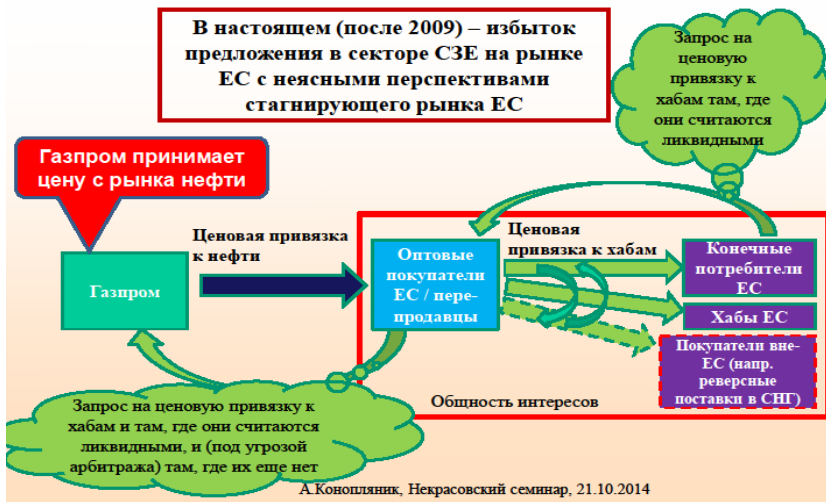 В настоящем (после 2009) – избыток
предложения в секторе СЗЕ на рынке
ЕС с неясными перспективами
стагнирующего рынка ЕС
Запрос на
ценовую
привязку к
хабам там, где
они считаются
ликвидными
Газпром принимает
цену с рынка нефти
Газпром
Ценовая привязка
к нефти
Оптовые
покупатели
ЕС / пере-
продавцы
Ценовая
привязка к хабам
Конечные
потребители
ЕС
Хабы ЕС
Покупатели вне-
ЕС (напр.
реверсные
поставки в СНГ)
Общность интересов
Запрос на ценовую привязку к
хабам и там, где они считаются
ликвидными, и (под угрозой
арбитража) там, где их еще нет
А.Конопляник, Некрасовский семинар, 21.10.2014